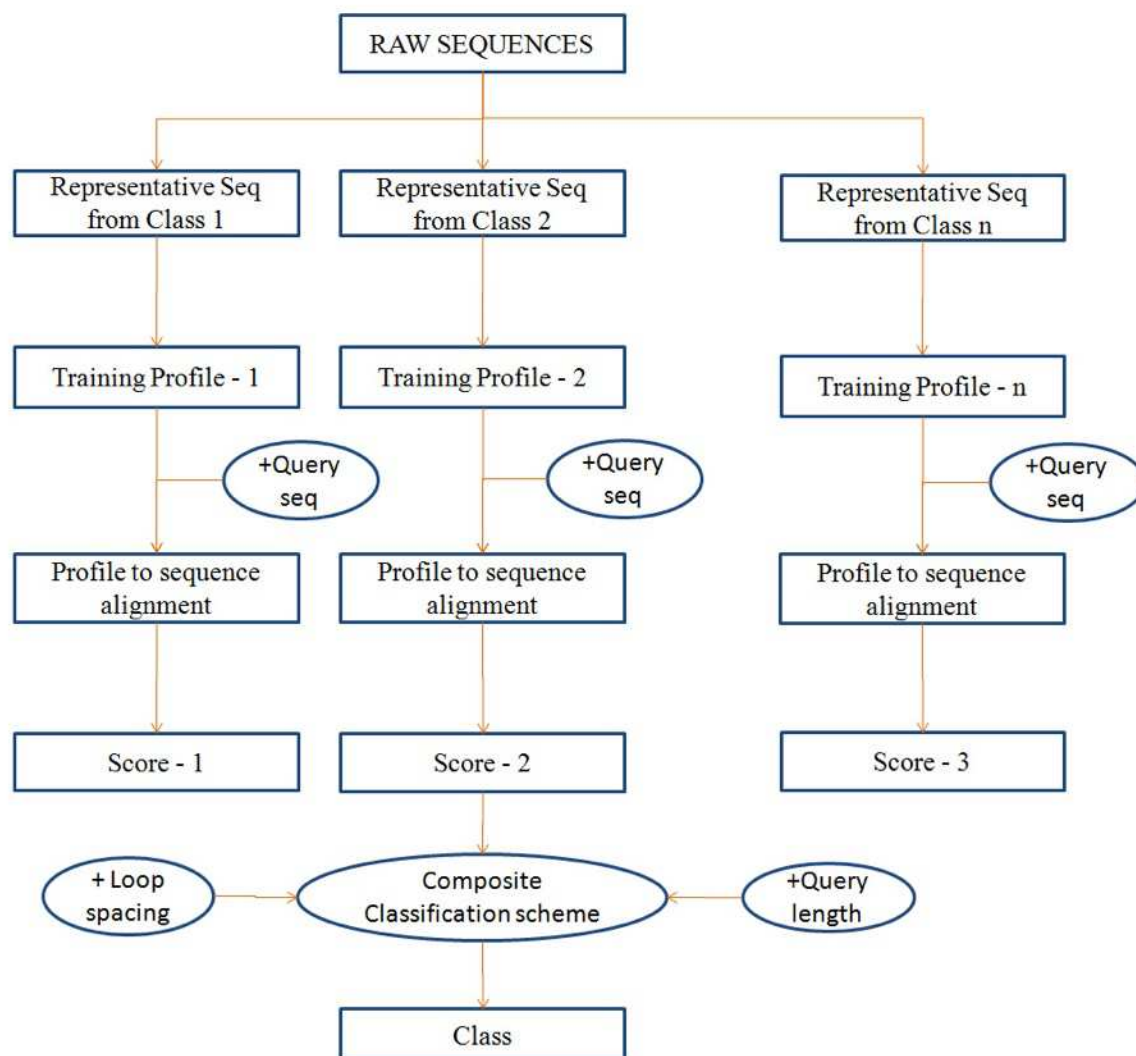 RAW SEQUENCES
Representative Seq
from Class 1
Representative Seq
from Class 2
Representative Seq
from Class n
Training Profile - 1
Training Profile - 2
Training Profile - n
+Query
seq
+Query
seq
+Query
seq
Profile to sequence
alignment
Profile to sequence
alignment
Profile to sequence
alignment
Score - 1
Score - 2
Score - 3
+ Loop
spacing
Composite
Classification scheme
+Query
length
Class